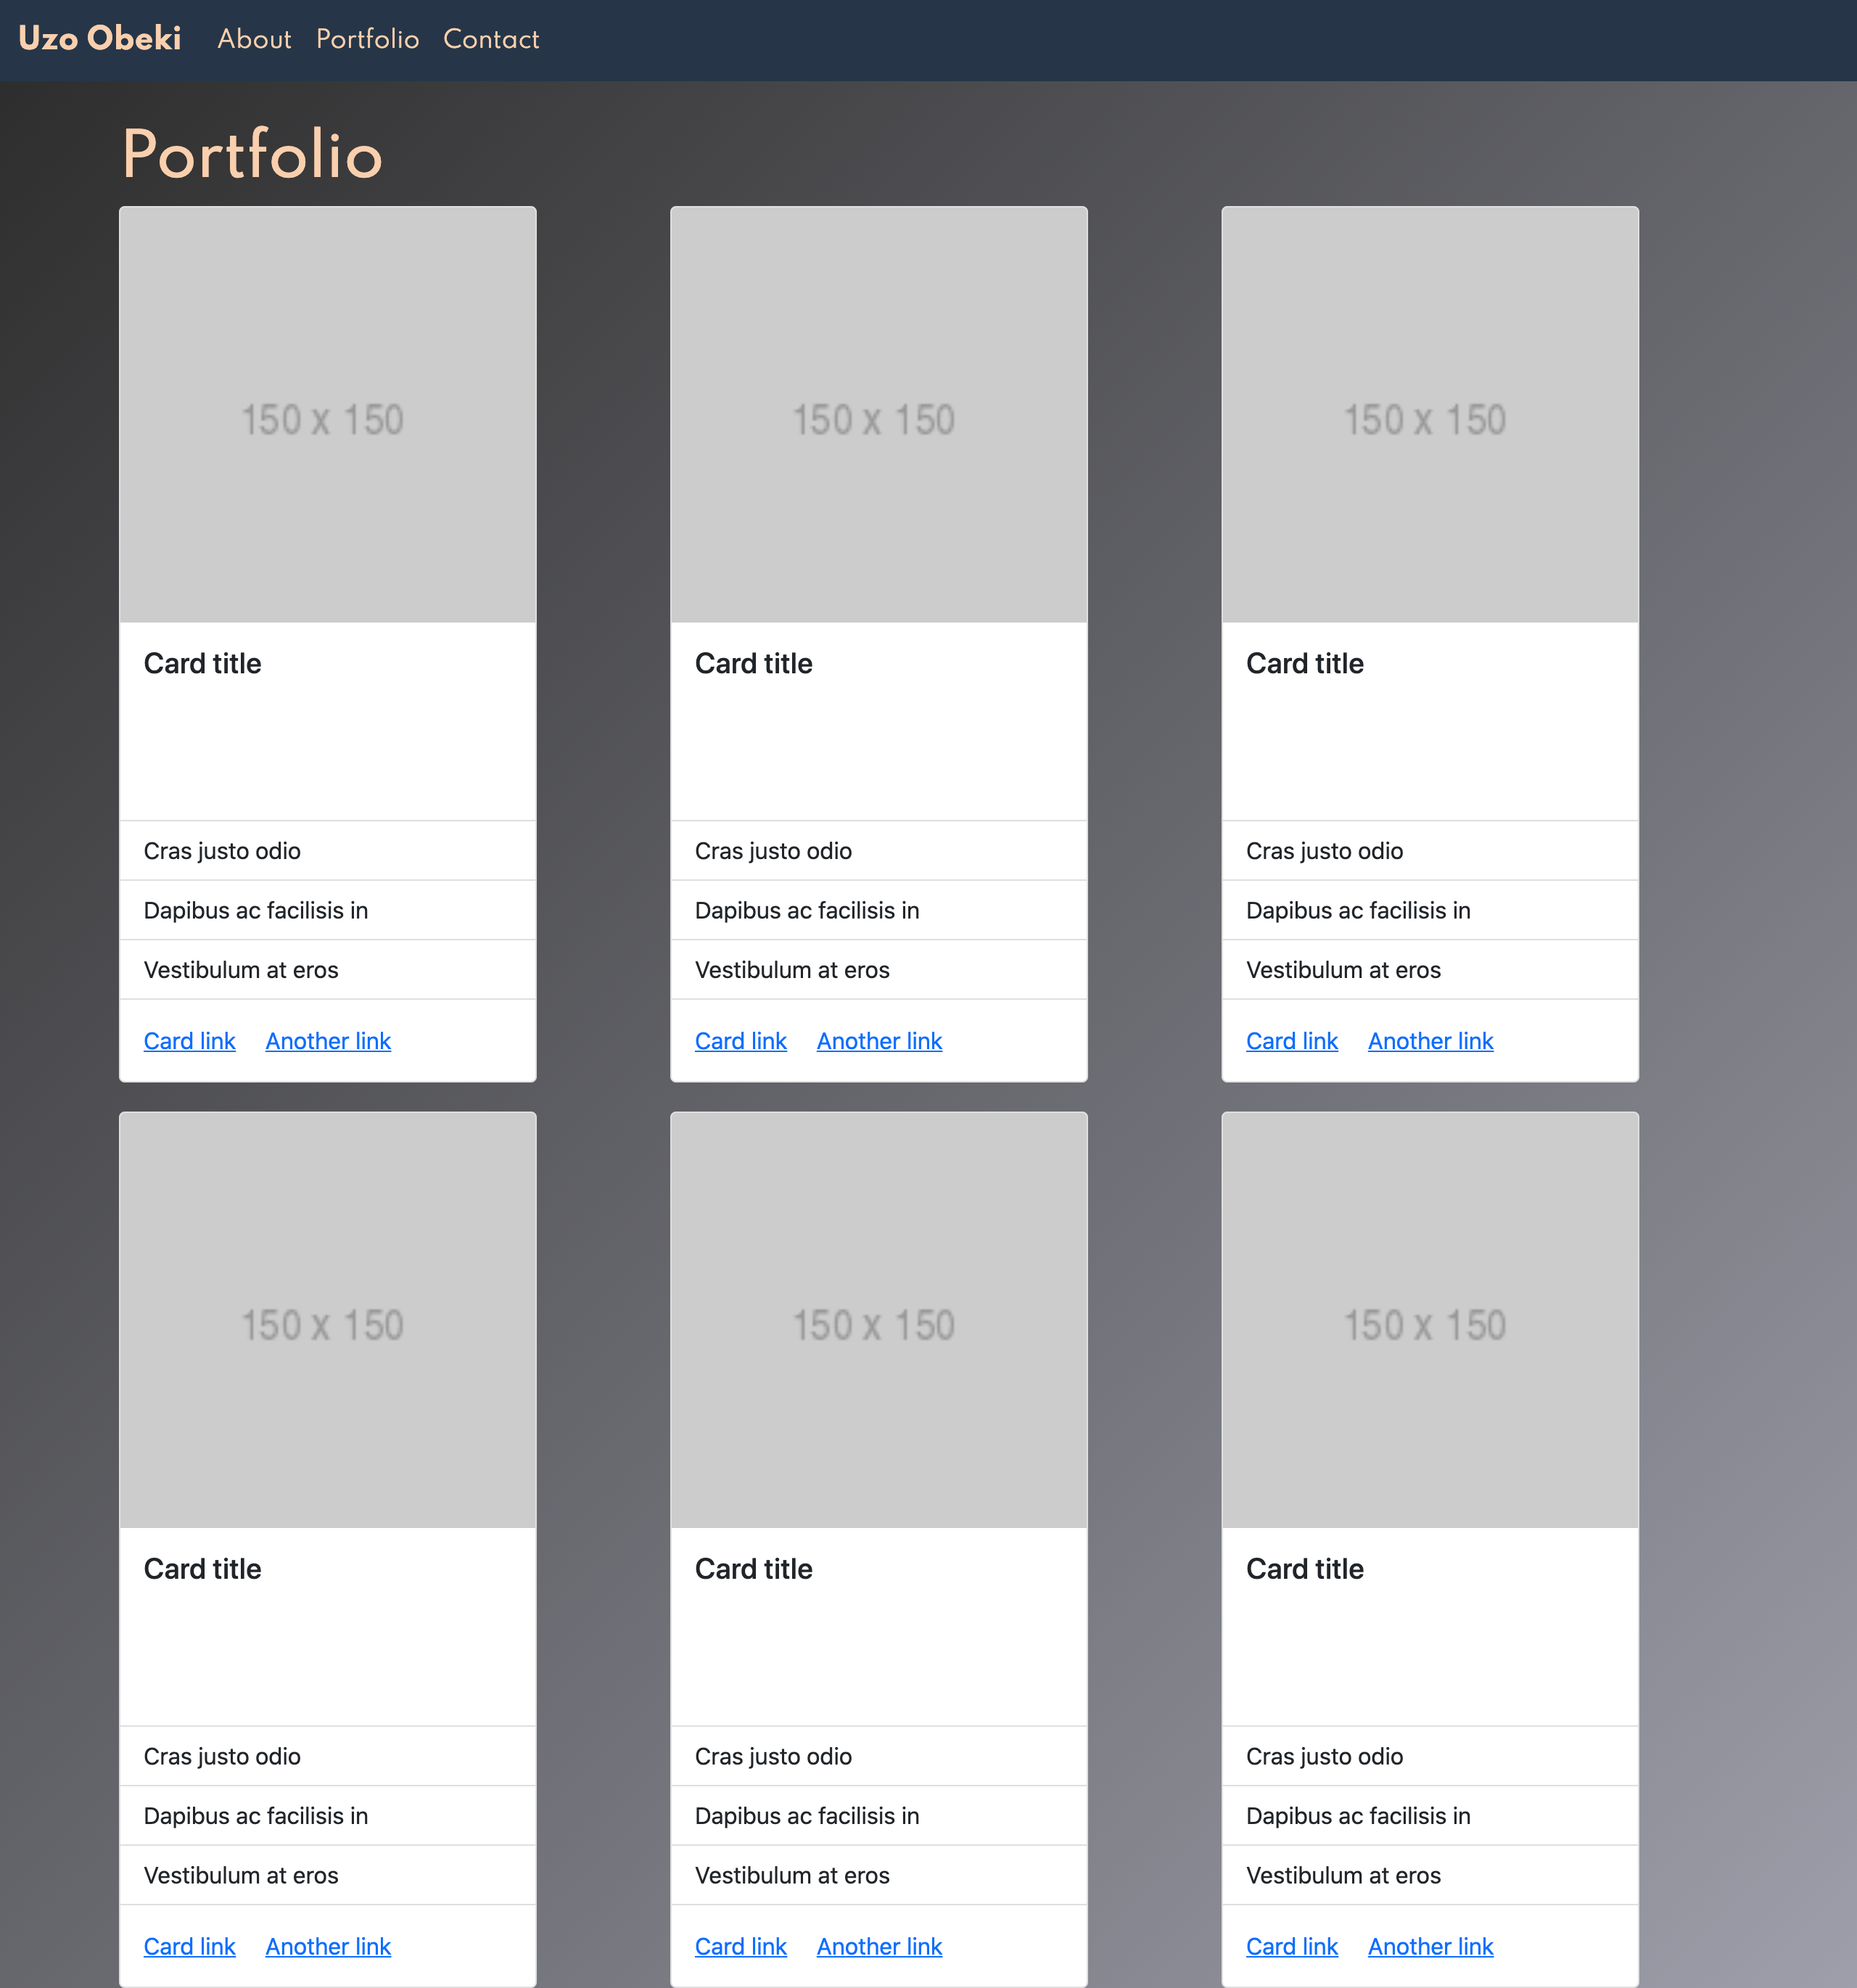 Uzo Obeki About Portfolio Contact
Portfolio
150 x 150 150 x 150 150 x 150
Card title Card title Card title
Cras justo odio Cras justo odio Cras justo odio
Dapibus ac facilisis in Dapibus ac facilisis in Dapibus ac facilisis in
Vestibulum at eros Vestibulum at eros Vestibulum at eros
Card link Another link Card link Another link Card link Another link
150 x 150 150 x 150 150 x 150
Card title Card title Card title
Cras justo odio Cras justo odio Cras justo odio
Dapibus ac facilisis in Dapibus ac facilisis in Dapibus ac facilisis in
Vestibulum at eros Vestibulum at eros Vestibulum at eros
Card link Another link Card link Another link Card link Another link